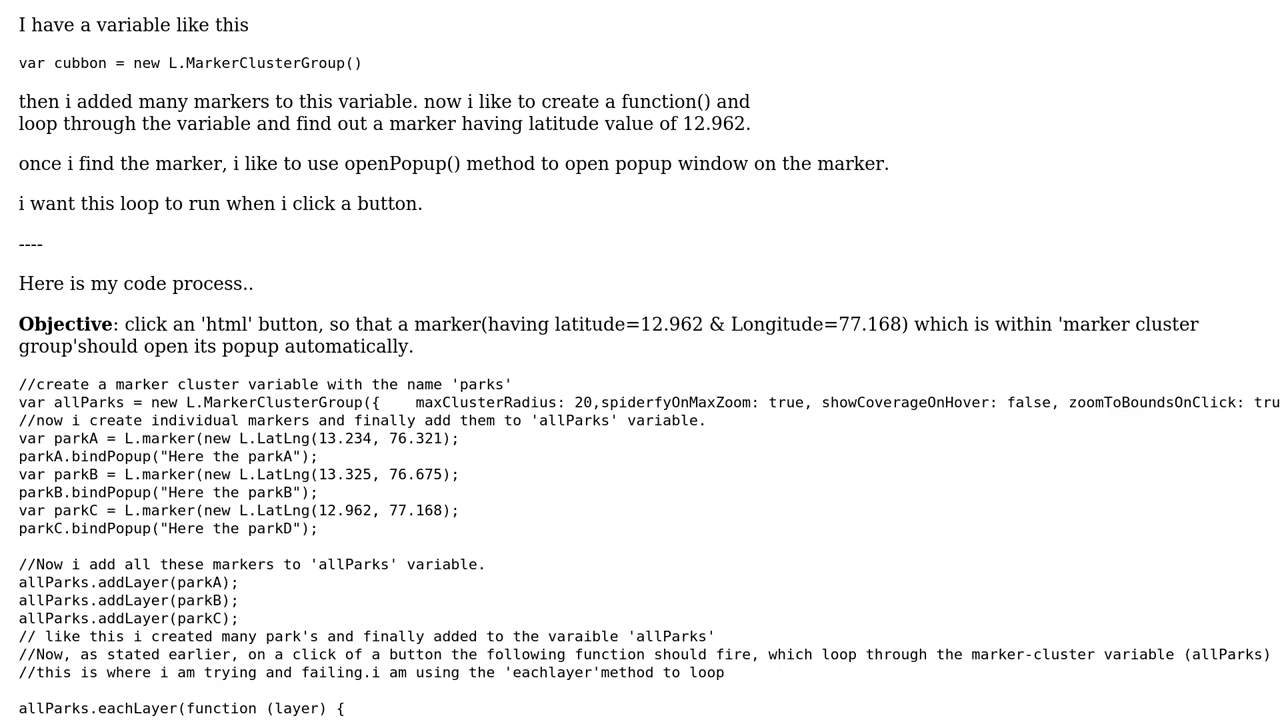 I have a variable like this
var cubbon = new L.MarkerClusterGroup()
then i added many markers to this variable. now i like to create a function() and
loop through the variable and find out a marker having latitude value of 12.962.
once i find the marker, i like to use openPopup() method to open popup window on the marker.
i want this loop to run when i click a button.
----
Here is my code process..
Objective: click an 'html' button, so that a marker(having latitude=12.962 & Longitude=77.168) which is within 'marker cluster
group'should open its popup automatically.
//create a marker cluster variable with the name 'parks'
var allParks = new L.MarkerClusterGroup({    maxClusterRadius: 20,spiderfyOnMaxZoom: true, showCoverageOnHover: false, zoomToBoundsOnClick: tru
//now i create individual markers and finally add them to 'allParks' variable.
var parkA = L.marker(new L.LatLng(13.234, 76.321);
parkA.bindPopup("Here the parkA");
var parkB = L.marker(new L.LatLng(13.325, 76.675);
parkB.bindPopup("Here the parkB");
var parkC = L.marker(new L.LatLng(12.962, 77.168);
parkC.bindPopup("Here the parkD");
//Now i add all these markers to 'allParks' variable.
allParks.addLayer(parkA);
allParks.addLayer(parkB);
allParks.addLayer(parkC);
// like this i created many park's and finally added to the varaible 'allParks'
//Now, as stated earlier, on a click of a button the following function should fire, which loop through the marker-cluster variable (allParks)
//this is where i am trying and failing.i am using the 'eachlayer'method to loop
allParks.eachLayer(function (layer) {